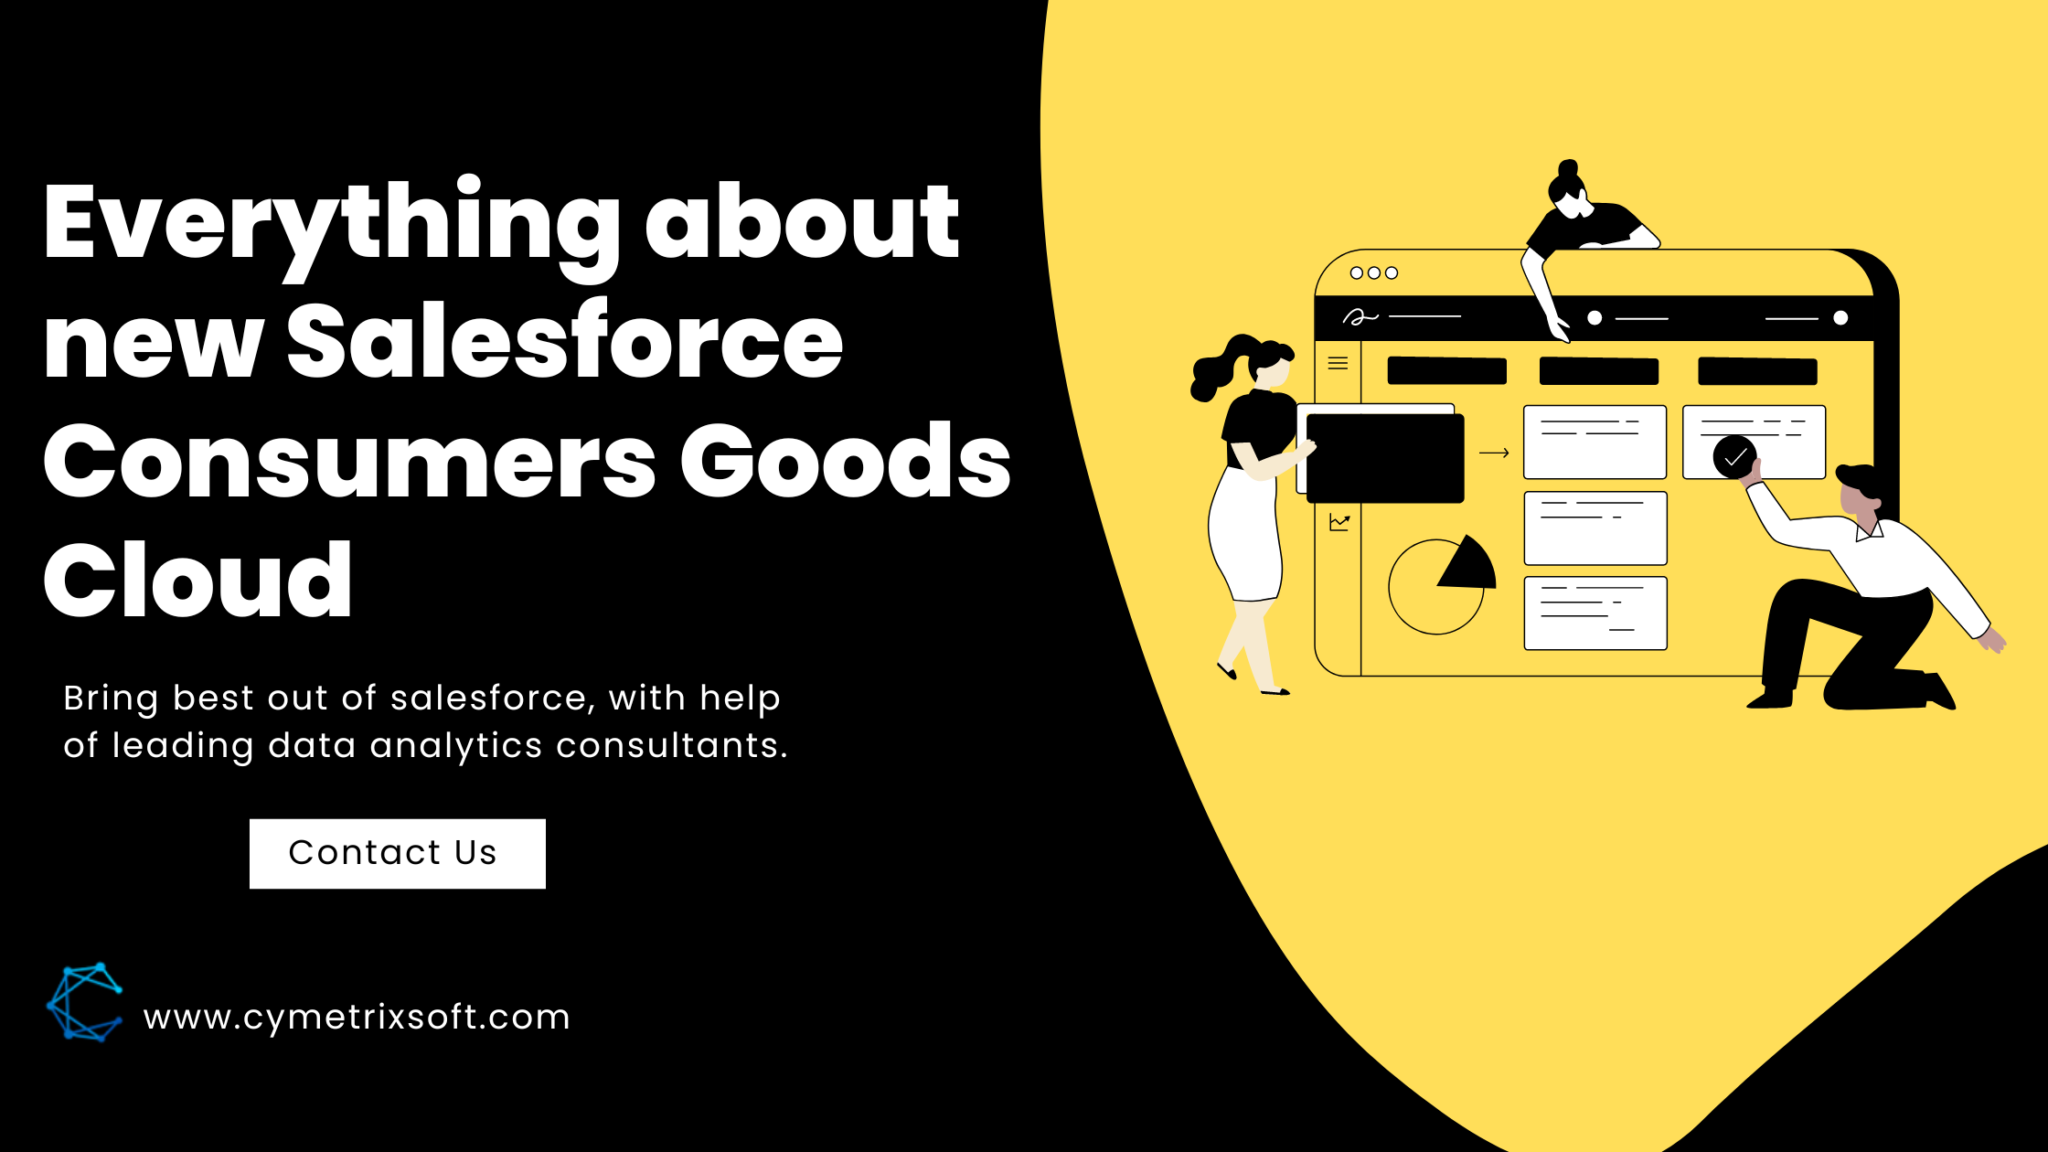 Everything about
new Salesforce
Consumers Goods
Cloud
Bring best out of salesforce, with help
of leading data analytics consultants.
Contact Us
www.cymetrixsoft.com